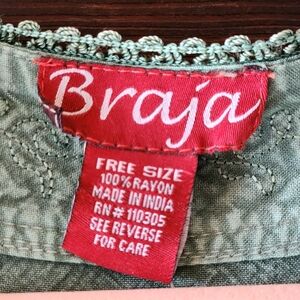 Braja
FREE SIZE
100% RAYON
MADE IN INDIA
RN # 110305
SEE REVERSE
FOR CARE